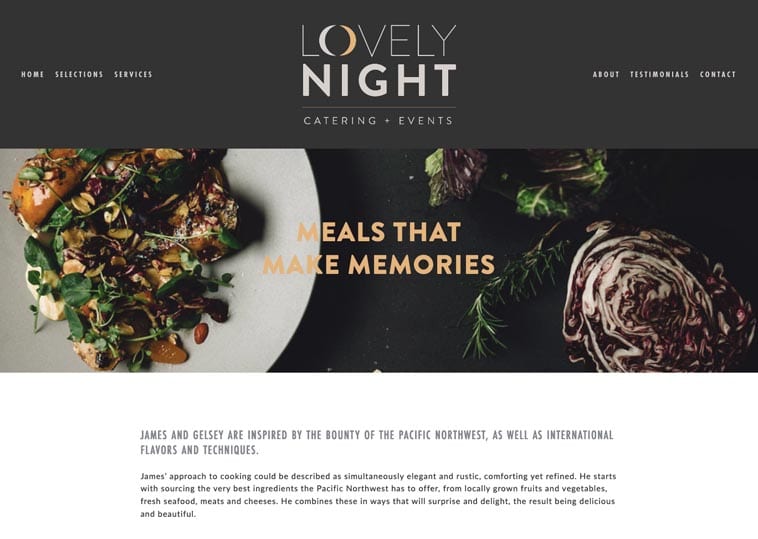 LOVELY
NIGHT
CATERING + EVENTS
HOME SELECTIONS SERVICES
ABOUT TESTIMONIALS CONTACT
MEALS THAT
MAKE MEMORIES
JAMES AND GELSEY ARE INSPIRED BY THE BOUNTY OF THE PACIFIC NORTHWEST, AS WELL AS INTERNATIONAL
FLAVORS AND TECHNIQUES.
James' approach to cooking could be described as simultaneously elegant and rustic, comforting yet refined. He starts
with sourcing the very best ingredients the Pacific Northwest has to offer, from locally grown fruits and vegetables,
fresh seafood, meats and cheeses. He combines these in ways that will surprise and delight, the result being delicious
and beautiful.